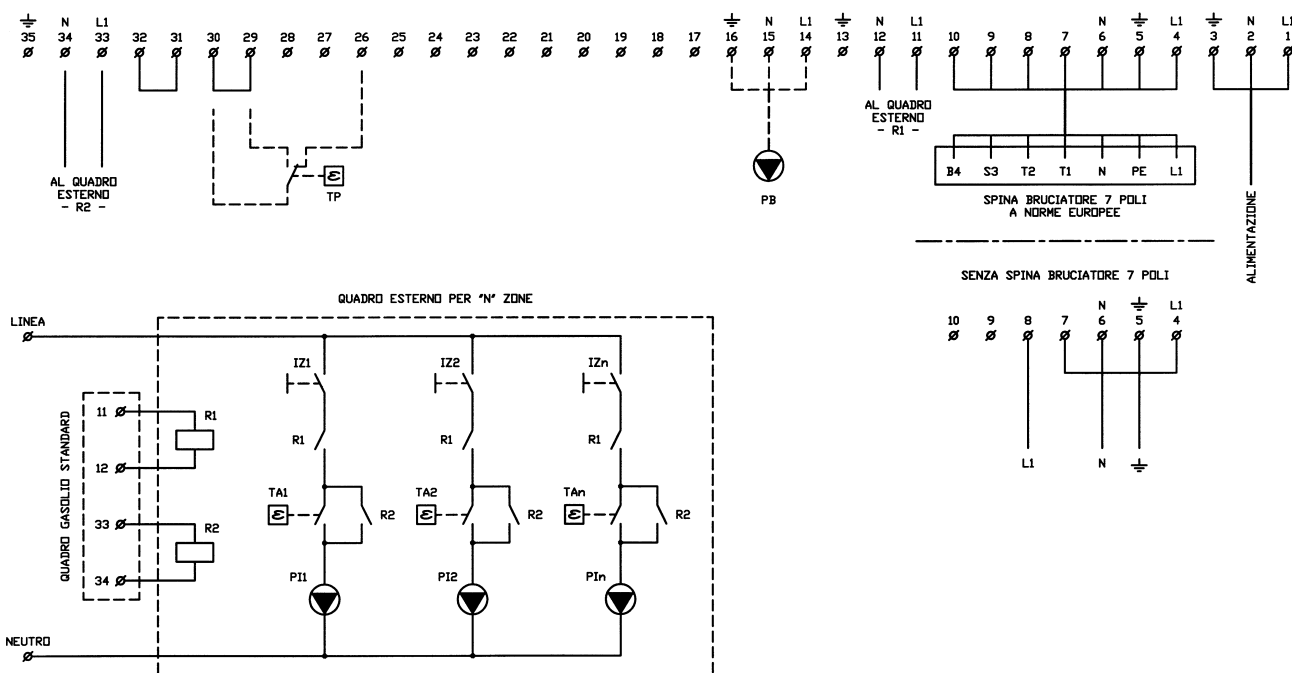 N L1 N L1 N L1 N L1
35 34 33 32 31 30 29 28 27 26 25 24 23 22 21 20 19 18 17 16 15 14 13 12 11 10 9 8 7 6 5 4 3 2 1
AL QUADRO
ESTERNO
- R1 -
B4 S3 T2 T1 N PE L1
AL QUADRO
ESTERNO
- R2 -
ε
TP
PB
SPINA BRUCIATORE 7 POLI
A NORME EUROPEE
ALIMENTAZIONE
SENZA SPINA BRUCIATORE 7 POLI
N L1
10 9 8 7 6 5 4
L1 N
QUADRO ESTERNO PER "N" ZONE
LINEA
IZ1 IZ2 IZn
QUADRO GASOLIO STANDARD
11 R1
R1 R1 R1
12
TA1 TA2 TAn
ε ε ε
33 R2
R2 R2 R2
34
PI1 PI2 PIn
NEUTRO